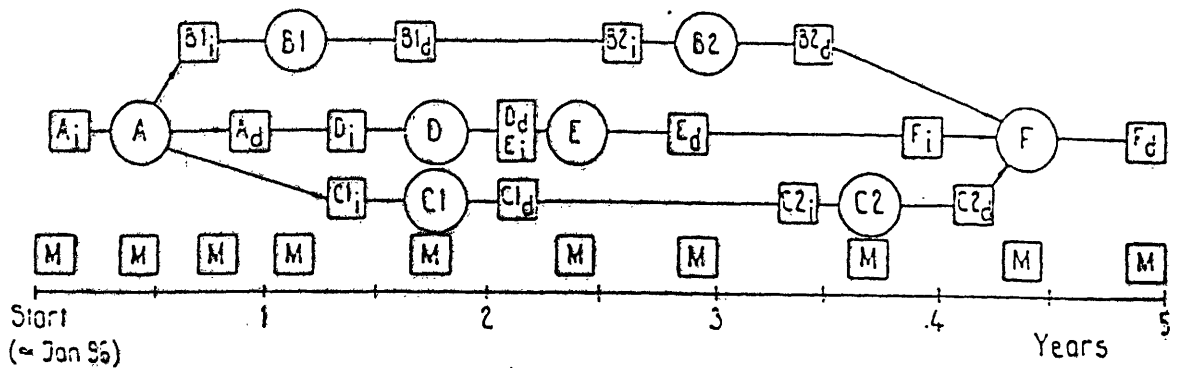 B1i B1 B1d B2i B2 B2d
Ai A Ad Di D Dd E Ed Fi F Fd
Ei
C1i C1 C1d C2i C2 C2d
M M M M M M M M M M
Start 1 2 3 4 5
(≈ Jan 96) Years